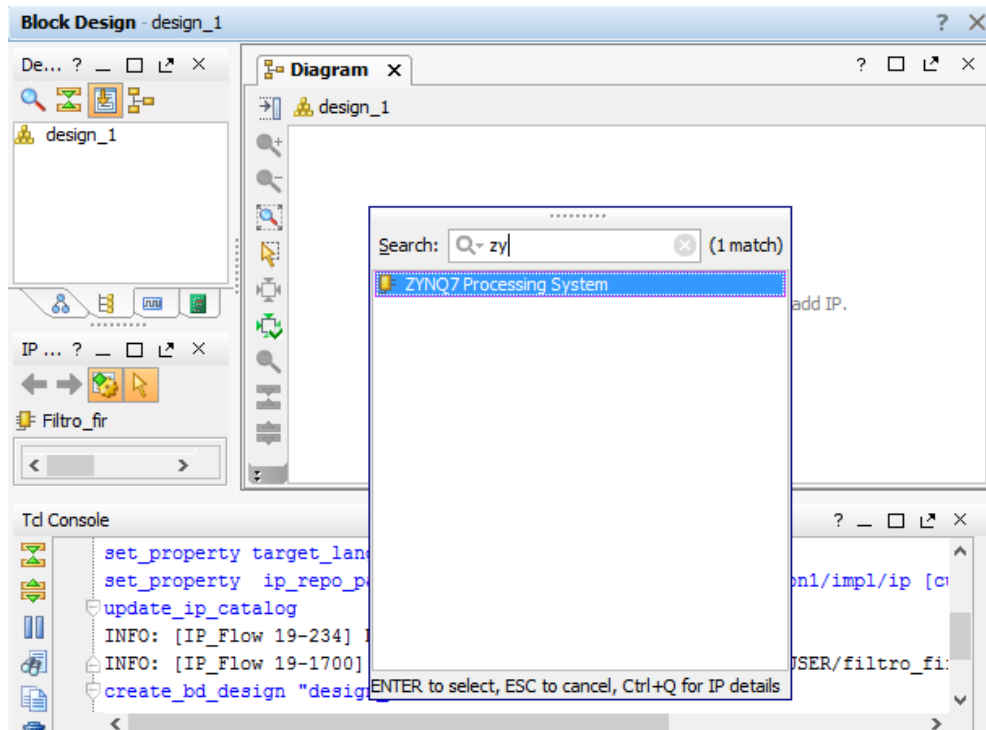 Block Design - design_1
?
De... ?
design_1
Diagram
?
design_1
Search: zy (1 match)
ZYNQ7 Processing System
add IP.
IP ... ?
Filtro_fir
Tcl Console
?
set_property target_lan
set_property ip_repo_p on1/impl/ip [cu
update_ip_catalog
INFO: [IP_Flow 19-234]
INFO: [IP_Flow 19-1700] USER/filtro_fi
create_bd_design "design_
ENTER to select, ESC to cancel, Ctrl+Q for IP details